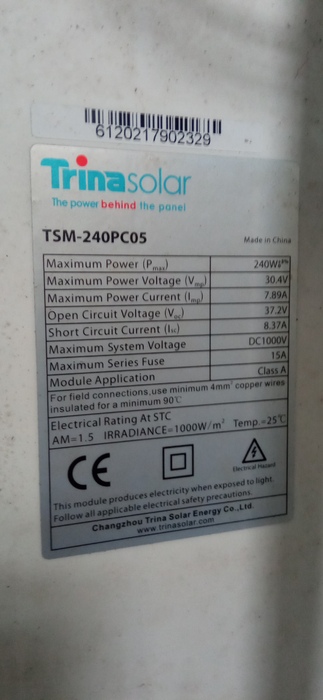 6120217902329
Trinasolar
The power behind the panel
TSM-240PC05 Made in China
Maximum Power (Pmax) 240W
Maximum Power Voltage (Vmp) 30.4V
Maximum Power Current (Imp) 7.89A
Open Circuit Voltage (Voc) 37.2V
Short Circuit Current (Isc) 8.37A
Maximum System Voltage DC1000V
Maximum Series Fuse 15A
Module Application Class A
For field connections,use minimum 4mm² copper wires
insulated for a minimum 90℃
Electrical Rating At STC
AM=1.5 IRRADIANCE=1000W/m² Temp.=25℃
CE
Electrical Hazard
This module produces electricity when exposed to light.
Follow all applicable electrical safety precautions.
Changzhou Trina Solar Energy Co.,Ltd.
www.trinasolar.com